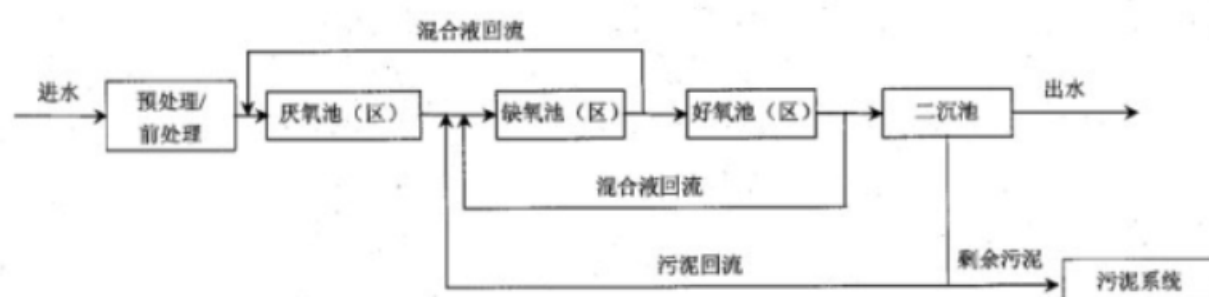 混合液回流
进水
预处理/
前处理
厌氧池（区）
缺氧池（区）
好氧池（区）
二沉池
出水
混合液回流
污泥回流
剩余污泥
污泥系统